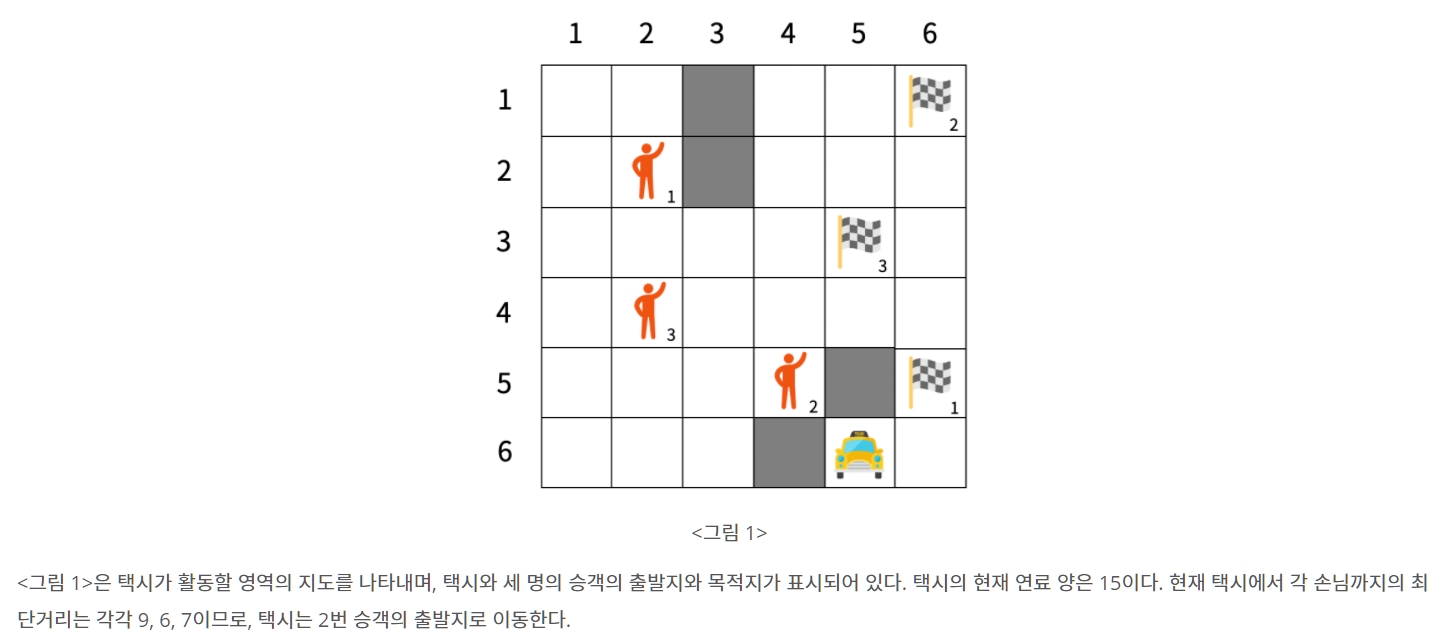 1 2 3 4 5 6
1 2
2 1
3 3
4 3
5 2 1
6
<그림 1>
<그림 1>은 택시가 활동할 영역의 지도를 나타내며, 택시와 세 명의 승객의 출발지와 목적지가 표시되어 있다. 택시의 현재 연료 양은 15이다. 현재 택시에서 각 손님까지의 최
단거리는 각각 9, 6, 7이므로, 택시는 2번 승객의 출발지로 이동한다.